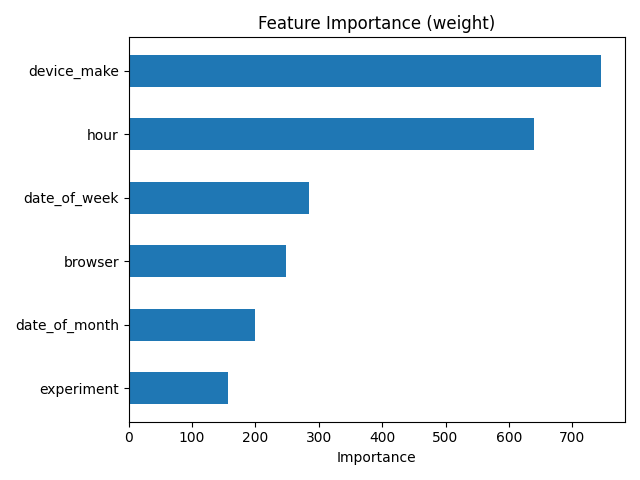 Feature Importance (weight)
device_make
hour
date_of_week
browser
date_of_month
experiment
0 100 200 300 400 500 600 700
Importance